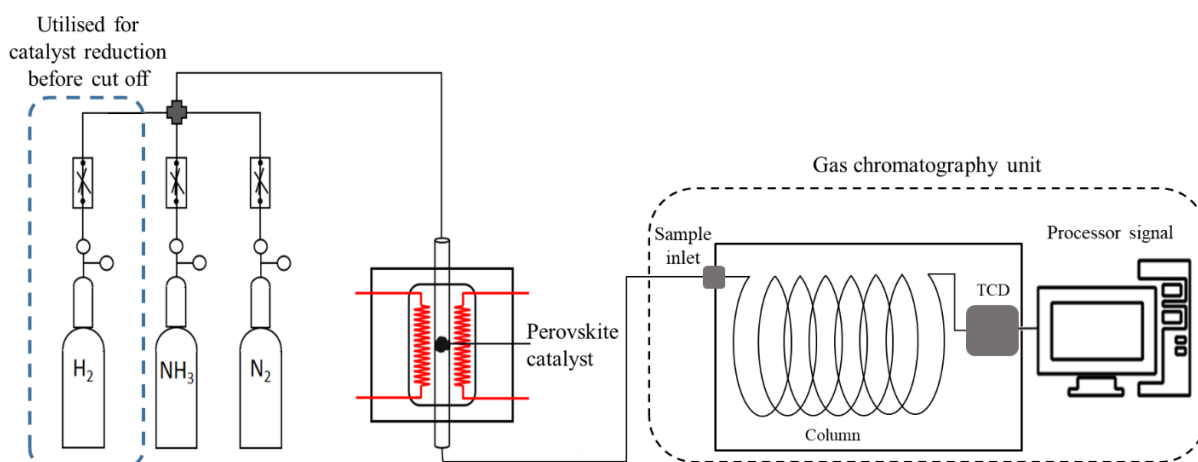 Utilised for
catalyst reduction
before cut off
H₂
NH₃
N₂
Perovskite
catalyst
Gas chromatography unit
Sample
inlet
Column
TCD
Processor signal